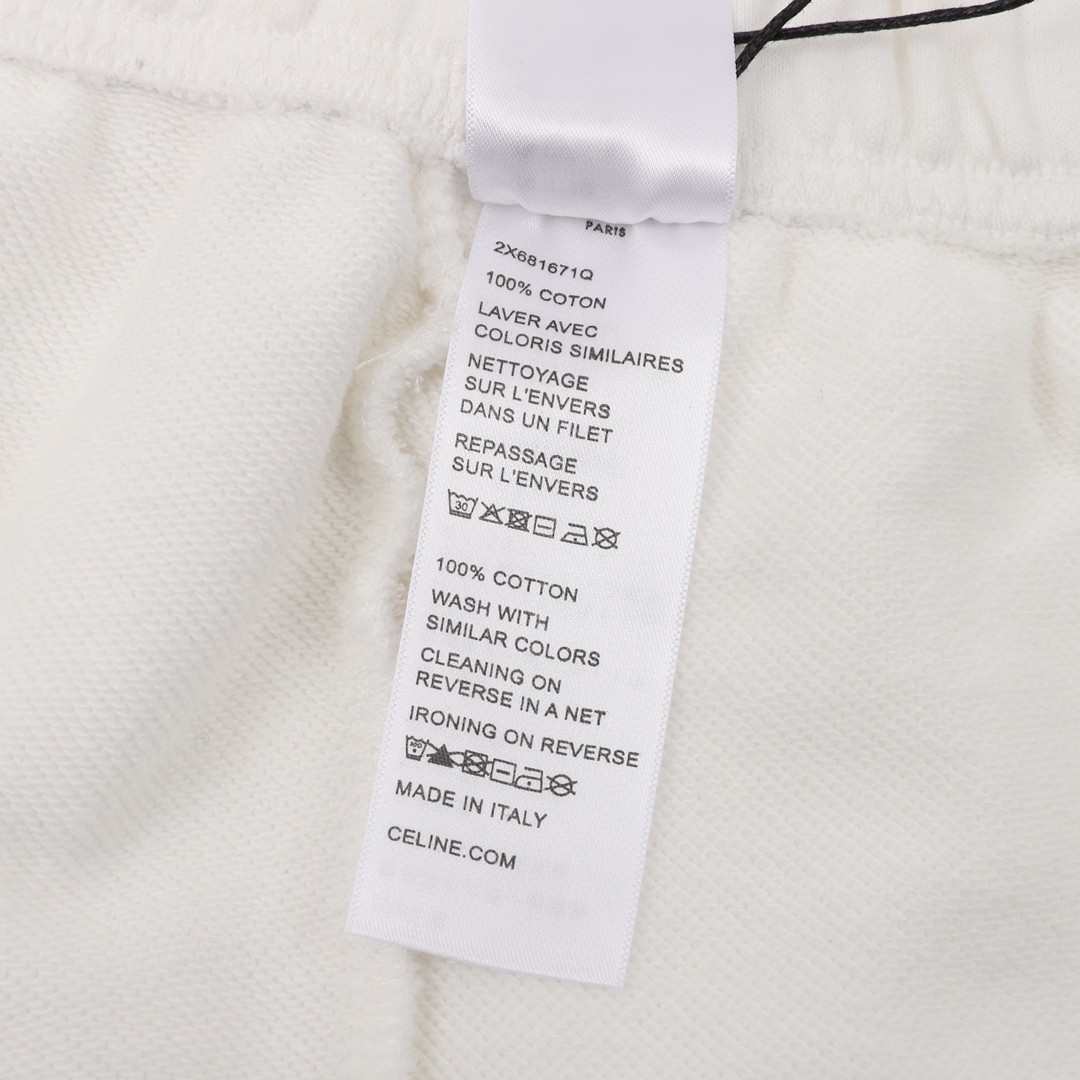 PARIS
2X681671Q
100% COTON
LAVER AVEC
COLORIS SIMILAIRES
NETTOYAGE
SUR L'ENVERS
DANS UN FILET
REPASSAGE
SUR L'ENVERS
30
100% COTTON
WASH WITH
SIMILAR COLORS
CLEANING ON
REVERSE IN A NET
IRONING ON REVERSE
MADE IN ITALY
CELINE.COM